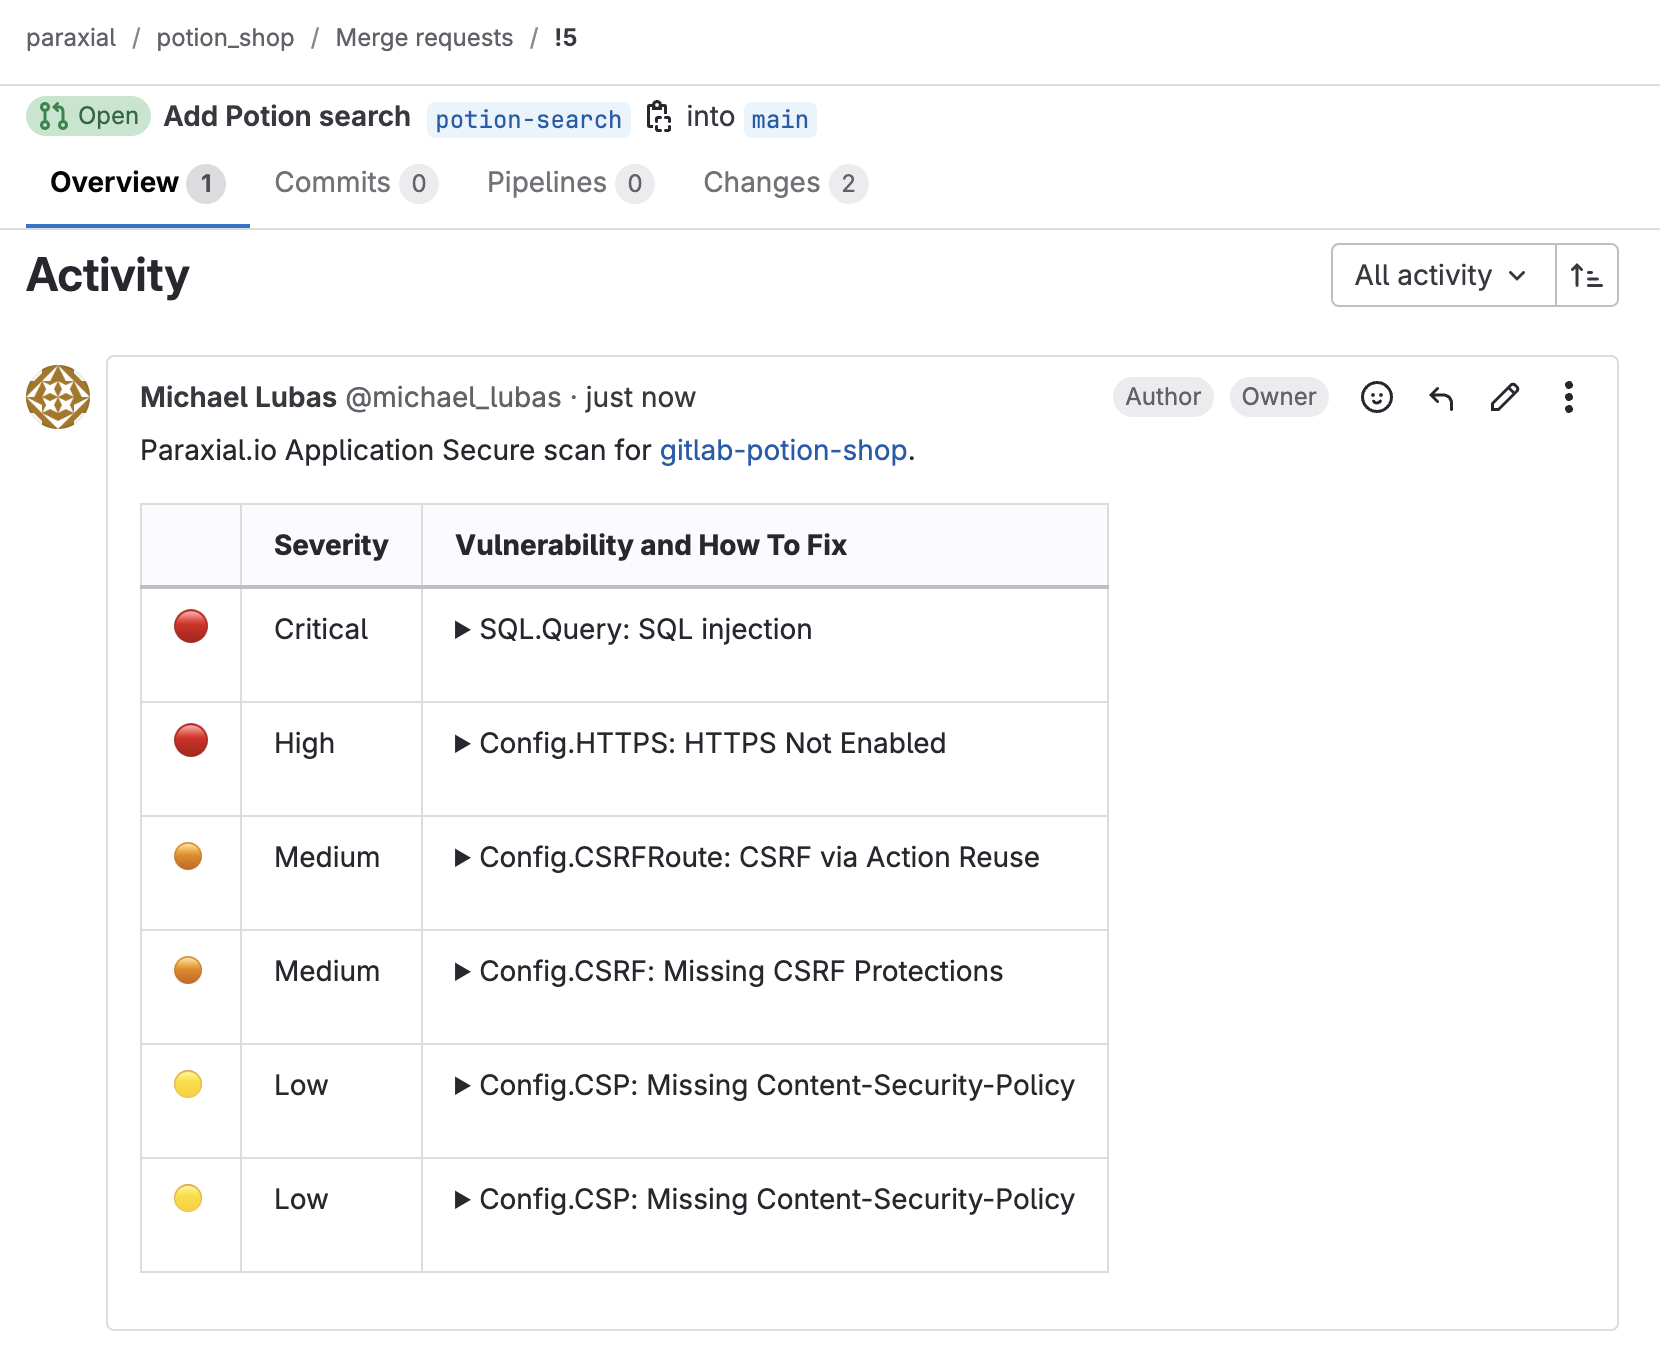 paraxial / potion_shop / Merge requests / !5
Open Add Potion search potion-search into main
Overview 1 Commits 0 Pipelines 0 Changes 2
Activity
All activity
Michael Lubas @michael_lubas · just now
Author Owner
Paraxial.io Application Secure scan for gitlab-potion-shop.
Severity Vulnerability and How To Fix
Critical ▶ SQL.Query: SQL injection
High ▶ Config.HTTPS: HTTPS Not Enabled
Medium ▶ Config.CSRFRoute: CSRF via Action Reuse
Medium ▶ Config.CSRF: Missing CSRF Protections
Low ▶ Config.CSP: Missing Content-Security-Policy
Low ▶ Config.CSP: Missing Content-Security-Policy